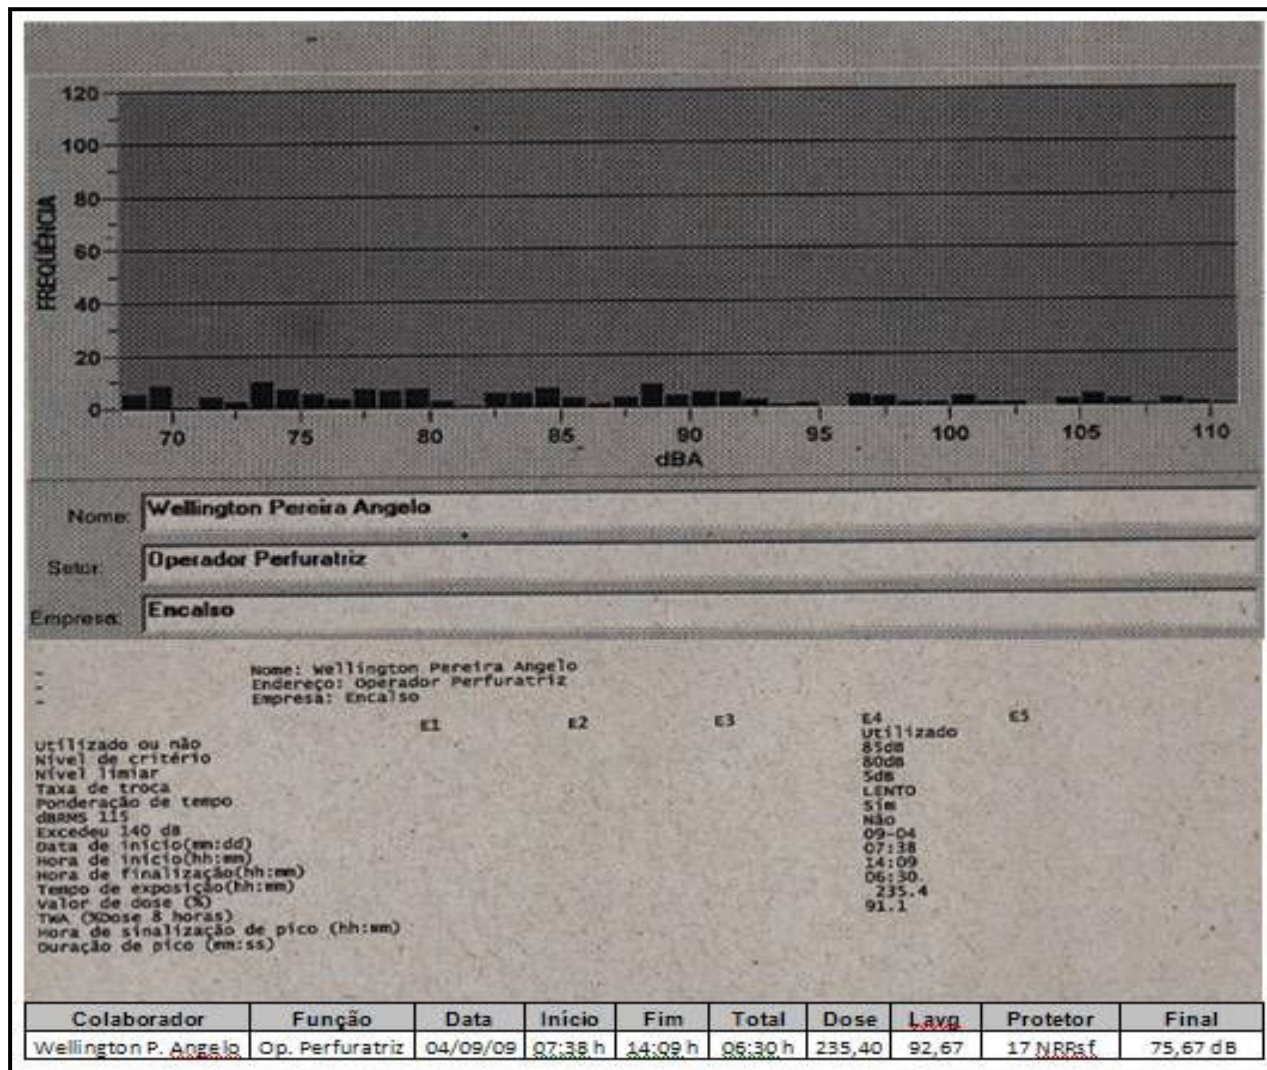 120
100
80
60
40
20
0
FREQUÊNCIA
70 75 80 85 90 95 100 105 110
dBA
Nome: Wellington Pereira Angelo
Setor: Operador Perfuratriz
Empresa: Encalso
Nome: Wellington Pereira Angelo
Endereço: Operador Perfuratriz
Empresa: Encalso
E1 E2 E3 E4 E5
Utilizado ou não Utilizado
Nível de critério 85dB
Nível limiar 80dB
Taxa de troca 5dB
Ponderação de tempo LENTO
dBRMS 115 Sim
Excedeu 140 dB Não
Data de início(mm:dd) 09-04
Hora de início(hh:mm) 07:38
Hora de finalização(hh:mm) 14:09
Tempo de exposição(hh:mm) 06:30.
Valor de dose (%) 235.4
TWA (%Dose 8 horas) 91.1
Hora de sinalização de pico (hh:mm)
Duração de pico (mm:ss)
Colaborador Função Data Início Fim Total Dose Lavg Protetor Final
Wellington P. Angelo Op. Perfuratriz 04/09/09 07:38 h 14:09 h 06:30 h 235,40 92,67 17 NRRsf 75,67 dB